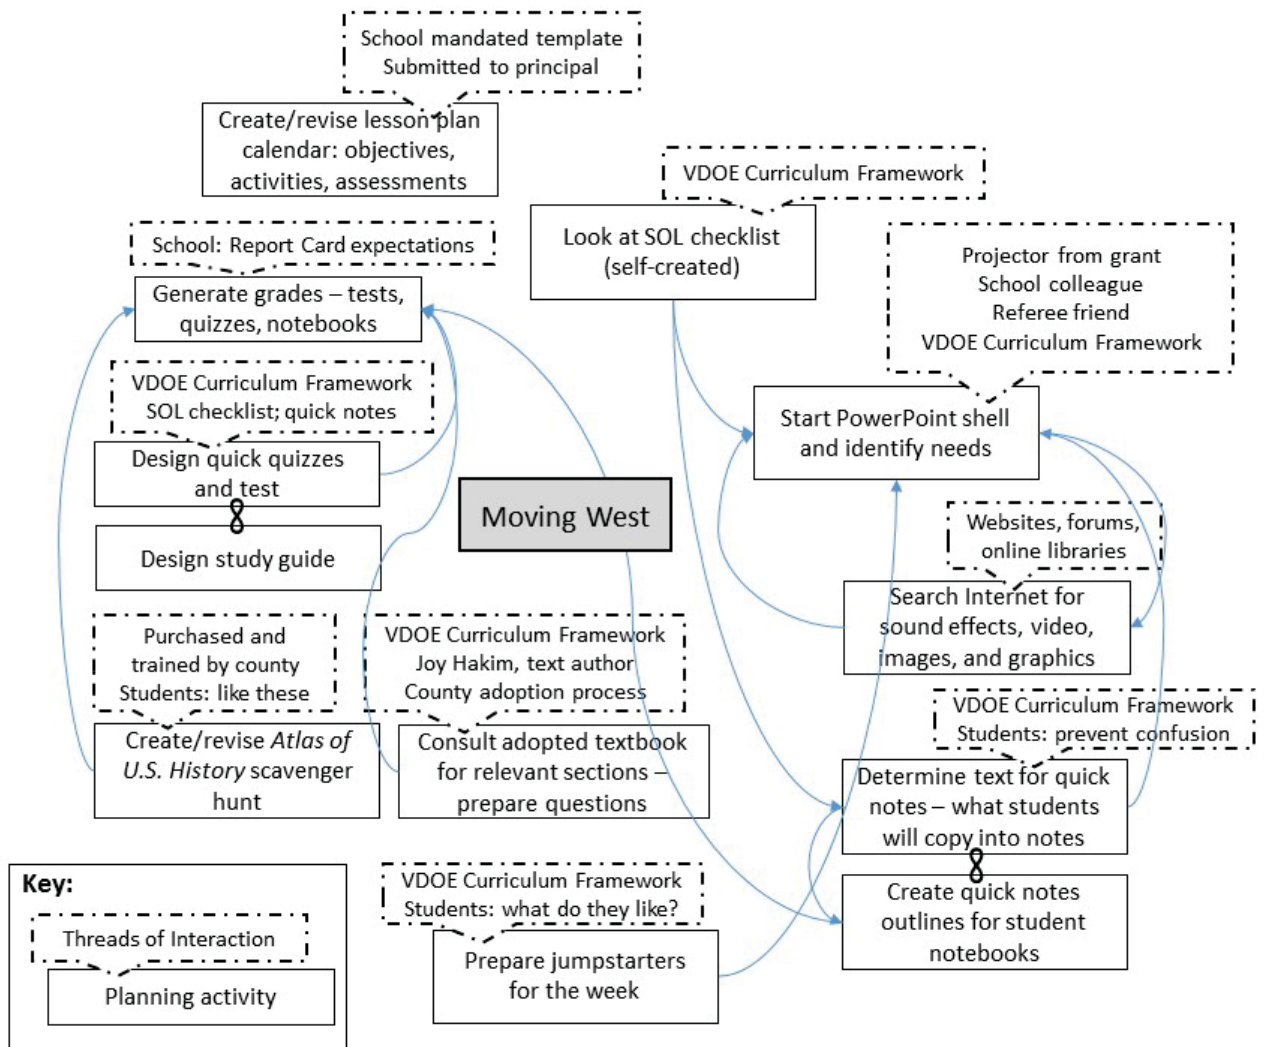 School mandated template
Submitted to principal
Create/revise lesson plan
calendar: objectives,
activities, assessments
VDOE Curriculum Framework
Look at SOL checklist
(self-created)
School: Report Card expectations
Generate grades – tests,
quizzes, notebooks
Projector from grant
School colleague
Referee friend
VDOE Curriculum Framework
Start PowerPoint shell
and identify needs
VDOE Curriculum Framework
SOL checklist; quick notes
Design quick quizzes
and test
Design study guide
Moving West
Websites, forums,
online libraries
Search Internet for
sound effects, video,
images, and graphics
Purchased and
trained by county
Students: like these
Create/revise Atlas of
U.S. History scavenger
hunt
VDOE Curriculum Framework
Joy Hakim, text author
County adoption process
Consult adopted textbook
for relevant sections –
prepare questions
VDOE Curriculum Framework
Students: prevent confusion
Determine text for quick
notes – what students
will copy into notes
Create quick notes
outlines for student
notebooks
VDOE Curriculum Framework
Students: what do they like?
Prepare jumpstarters
for the week
Key:
Threads of Interaction
Planning activity